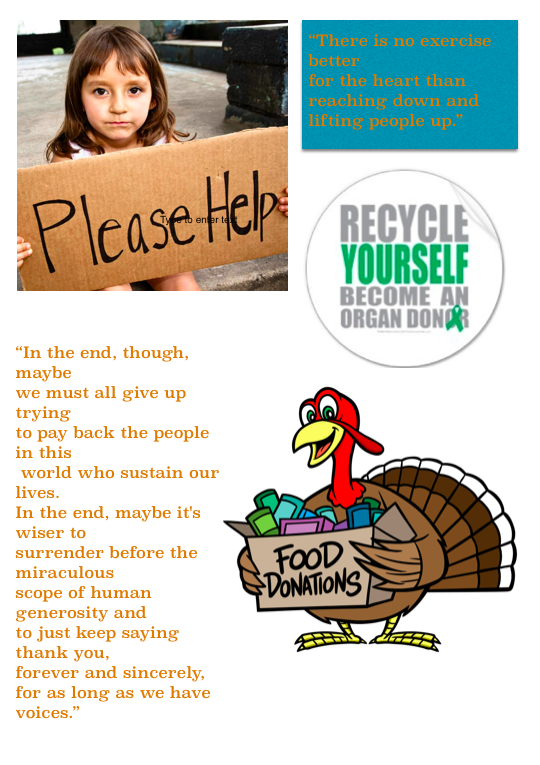 Please Help
Type to enter text
“There is no exercise
better
for the heart than
reaching down and
lifting people up.”
RECYCLE
YOURSELF
BECOME AN
ORGAN DONOR
“In the end, though,
maybe
we must all give up
trying
to pay back the people
in this
world who sustain our
lives.
In the end, maybe it's
wiser to
surrender before the
miraculous
scope of human
generosity and
to just keep saying
thank you,
forever and sincerely,
for as long as we have
voices.”
FOOD
DONATIONS